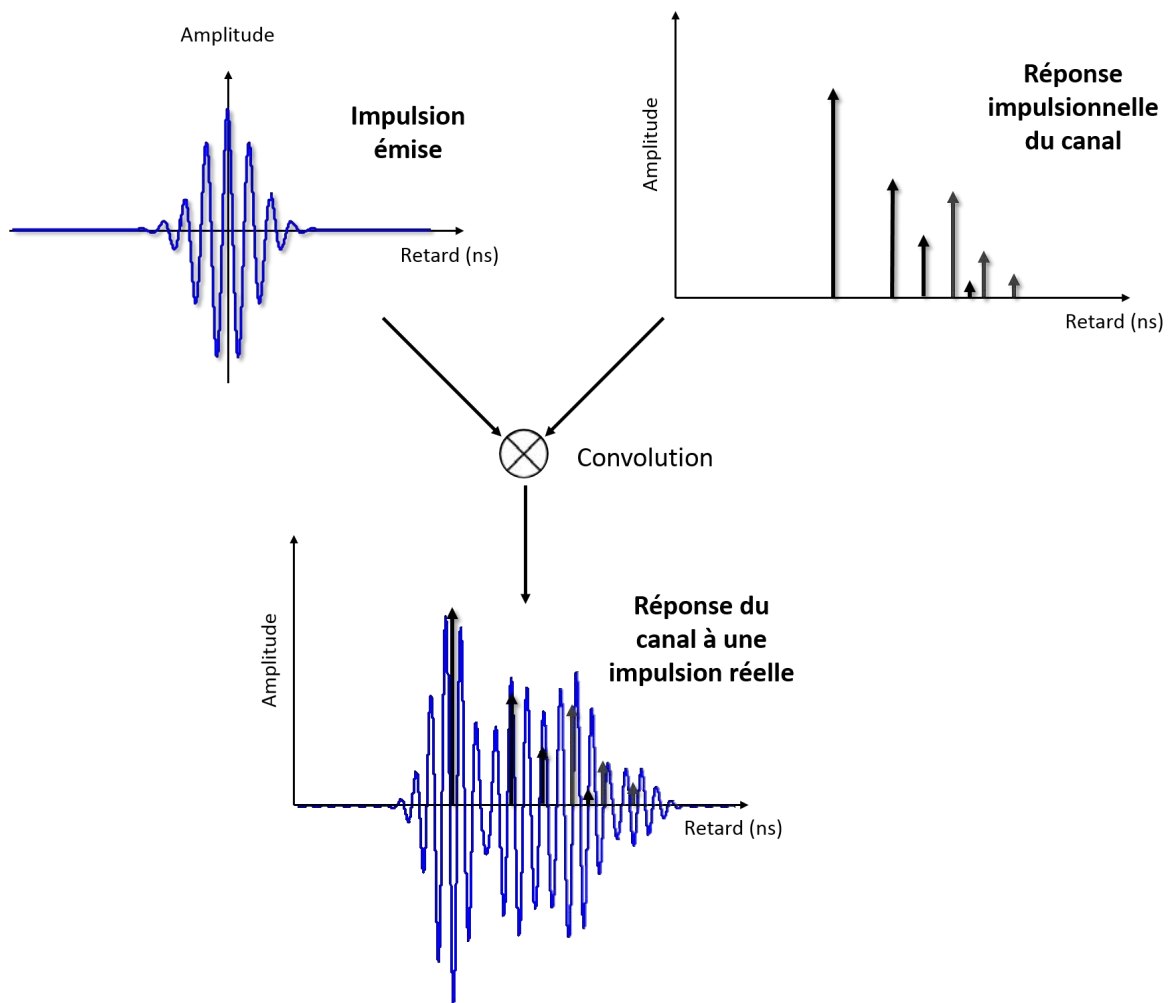 Amplitude
Impulsion
émise
Retard (ns)
Amplitude
Réponse
impulsionnelle
du canal
Retard (ns)
Convolution
Amplitude
Réponse du
canal à une
impulsion réelle
Retard (ns)